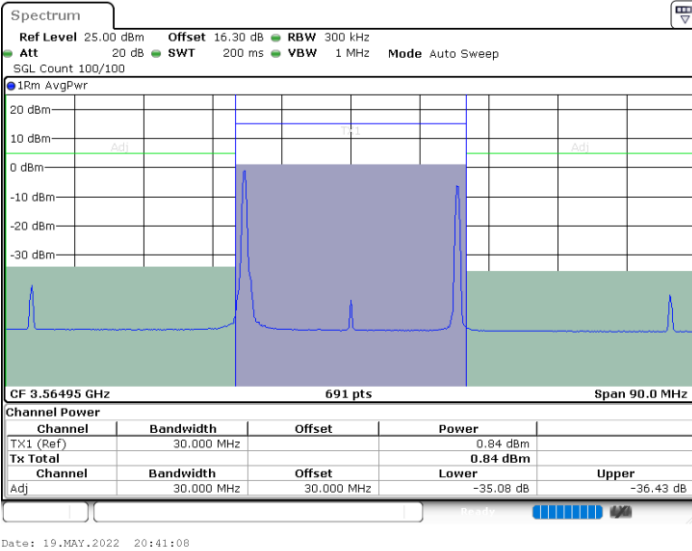 Spectrum
Ref Level 25.00 dBm Offset 16.30 dB RBW 300 kHz
Att 20 dB SWT 200 ms VBW 1 MHz Mode Auto Sweep
SGL Count 100/100
1Rm AvgPwr
20 dBm
TX1
10 dBm
Adj Adj
0 dBm
-10 dBm
-20 dBm
-30 dBm
CF 3.56495 GHz 691 pts Span 90.0 MHz
Channel Power
Channel Bandwidth Offset Power
TX1 (Ref) 30.000 MHz 0.84 dBm
Tx Total 0.84 dBm
Channel Bandwidth Offset Lower Upper
Adj 30.000 MHz 30.000 MHz -35.08 dB -36.43 dB
Ready
Date: 19.MAY.2022 20:41:08